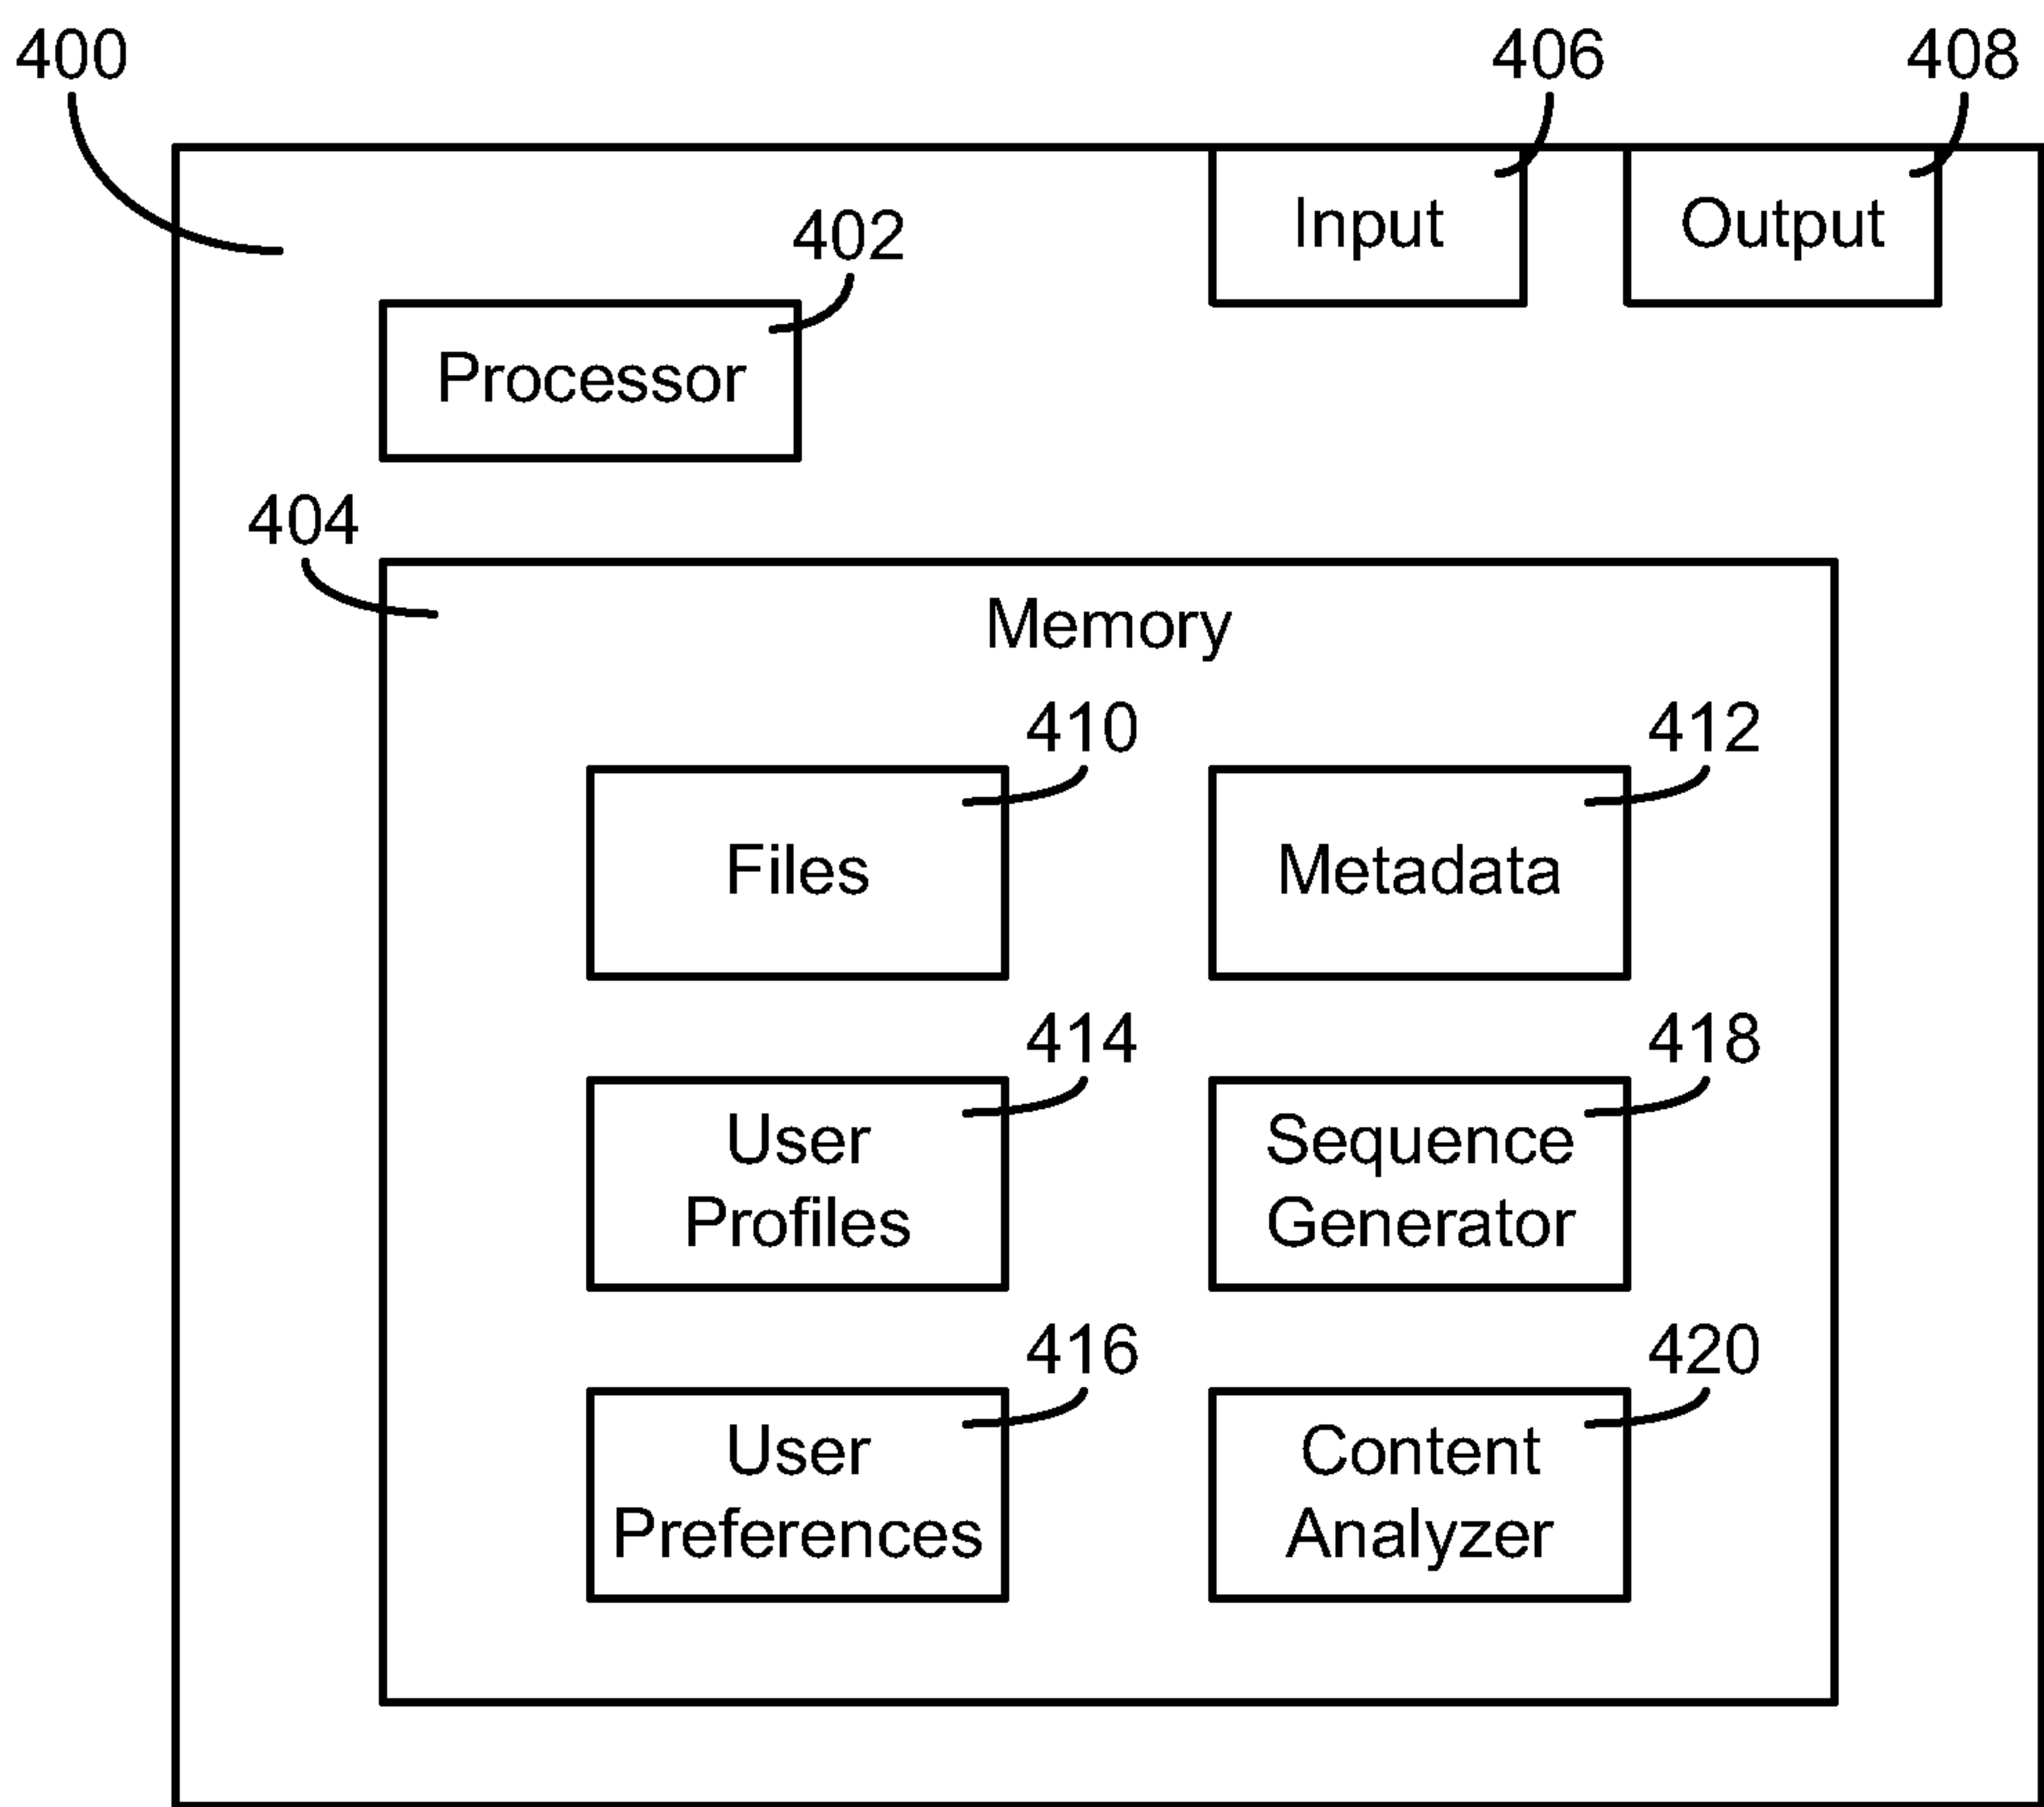 400
406
408
Input
Output
402
Processor
404
Memory
410
412
Files
Metadata
414
418
User
Profiles
Sequence
Generator
416
420
User
Preferences
Content
Analyzer